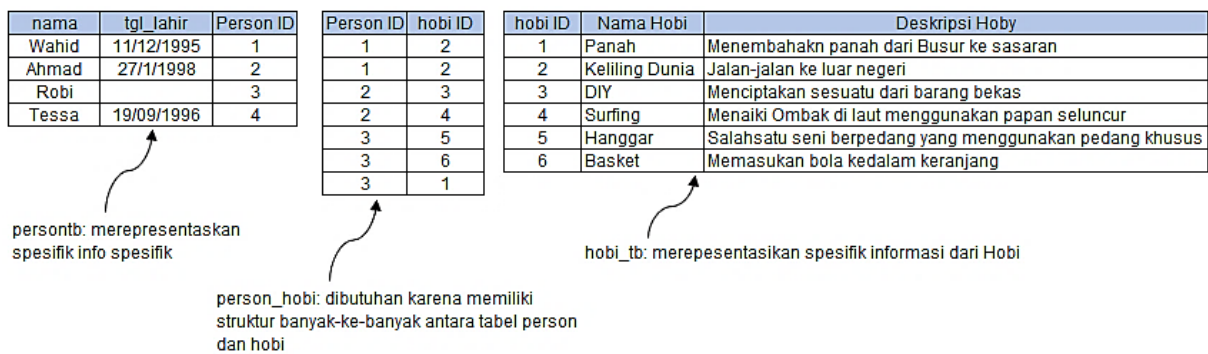 nama tgl_lahir Person ID
Wahid 11/12/1995 1
Ahmad 27/1/1998 2
Robi 3
Tessa 19/09/1996 4
persontb: merepresentaskan
spesifik info spesifik
Person ID hobi ID
1 2
1 2
2 3
2 4
3 5
3 6
3 1
person_hobi: dibutuhan karena memiliki
struktur banyak-ke-banyak antara tabel person
dan hobi
hobi ID Nama Hobi Deskripsi Hoby
1 Panah Menembahakn panah dari Busur ke sasaran
2 Keliling Dunia Jalan-jalan ke luar negeri
3 DIY Menciptakan sesuatu dari barang bekas
4 Surfing Menaiki Ombak di laut menggunakan papan seluncur
5 Hanggar Salahsatu seni berpedang yang menggunakan pedang khusus
6 Basket Memasukan bola kedalam keranjang
hobi_tb: merepesentasikan spesifik informasi dari Hobi